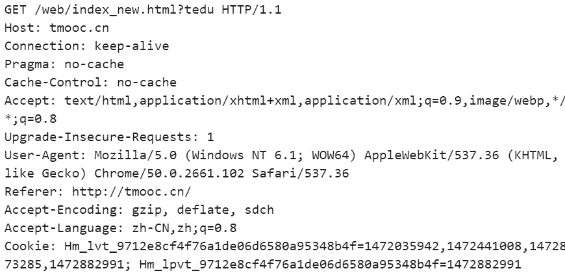 GET /web/index_new.html?tedu HTTP/1.1
Host: tmooc.cn
Connection: keep-alive
Pragma: no-cache
Cache-Control: no-cache
Accept: text/html,application/xhtml+xml,application/xml;q=0.9,image/webp,*/
*;q=0.8
Upgrade-Insecure-Requests: 1
User-Agent: Mozilla/5.0 (Windows NT 6.1; WOW64) AppleWebKit/537.36 (KHTML,
like Gecko) Chrome/50.0.2661.102 Safari/537.36
Referer: http://tmooc.cn/
Accept-Encoding: gzip, deflate, sdch
Accept-Language: zh-CN,zh;q=0.8
Cookie: Hm_lvt_9712e8cf4f76a1de06d6580a95348b4f=1472035942,1472441008,14728
73285,1472882991; Hm_lpvt_9712e8cf4f76a1de06d6580a95348b4f=1472882991